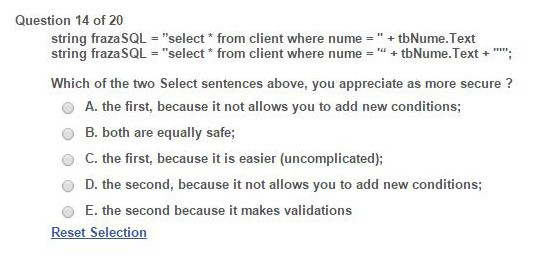 Question 14 of 20
string frazaSQL = "select * from client where nume = " + tbNume.Text
string frazaSQL = "select * from client where nume = '" + tbNume.Text + "'";
Which of the two Select sentences above, you appreciate as more secure ?
A. the first, because it not allows you to add new conditions;
B. both are equally safe;
C. the first, because it is easier (uncomplicated);
D. the second, because it not allows you to add new conditions;
E. the second because it makes validations
Reset Selection